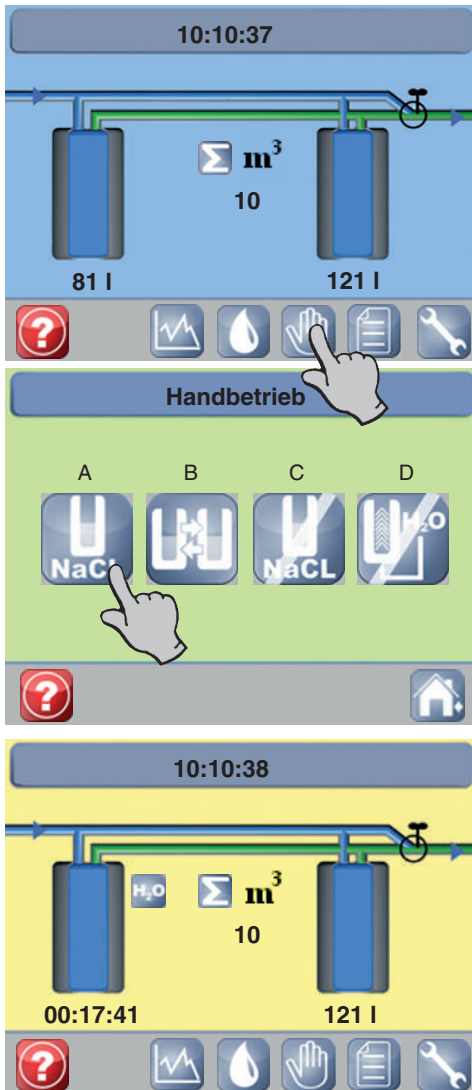 10:10:37
Σ m³
10
81 l
121 l
?
Handbetrieb
A B C D
NaCL NaCL H₂O
?
10:10:38
H₂O Σ m³
10
00:17:41 121 l
?